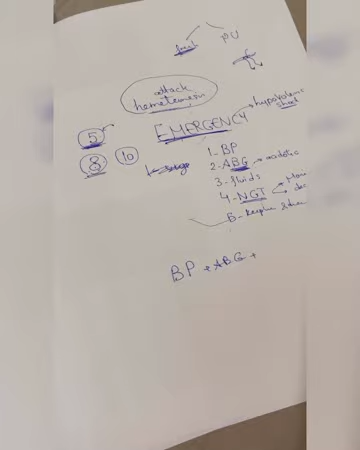 PU
attack
hematemesis
EMERGENCY
hypovolemic
shock
5
8 10
1- BP
2- ABG → acidotic
3- fluids
4- NGT
BP + ABG +